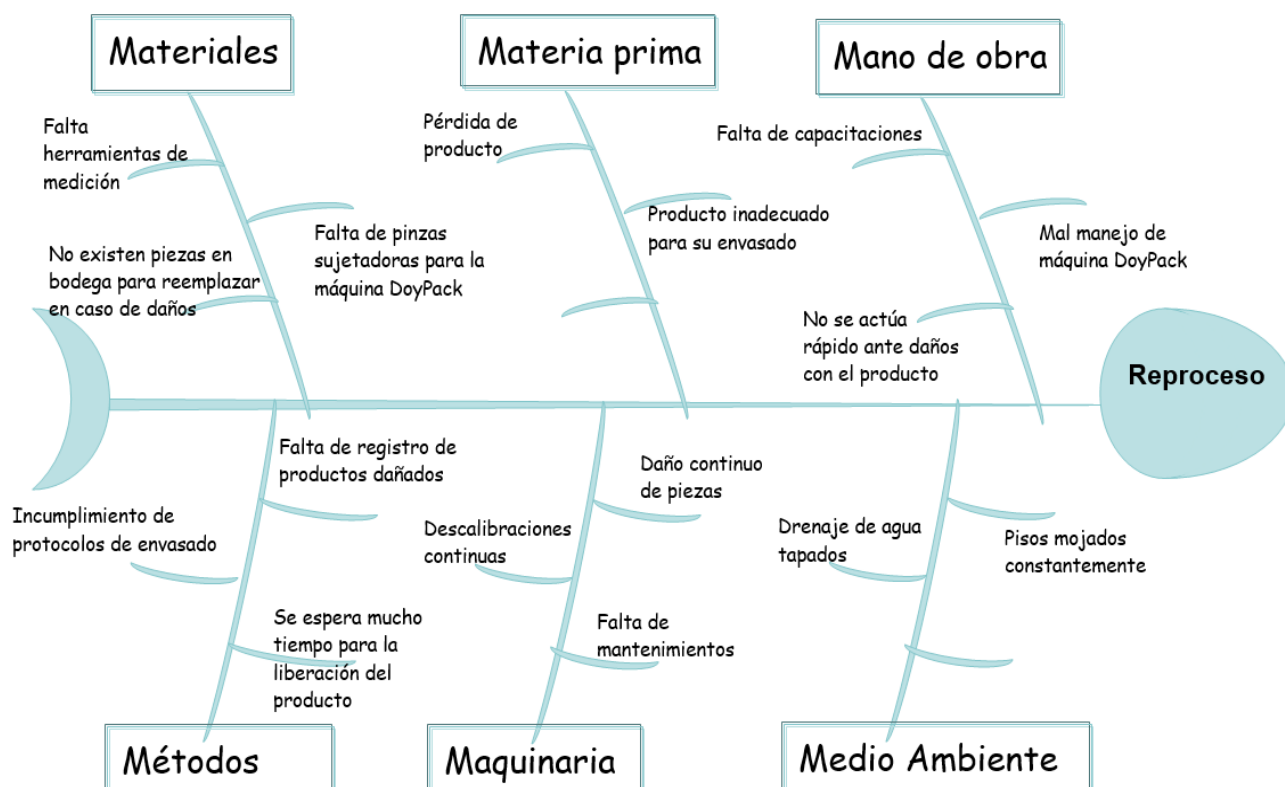 Materiales
Materia prima
Mano de obra
Falta
herramientas de
medición
Falta de pinzas
sujetadoras para la
máquina DoyPack
No existen piezas en
bodega para reemplazar
en caso de daños
Pérdida de
producto
Producto inadecuado
para su envasado
Falta de capacitaciones
Mal manejo de
máquina DoyPack
No se actúa
rápido ante daños
con el producto
Reproceso
Falta de registro de
productos dañados
Incumplimiento de
protocolos de envasado
Se espera mucho
tiempo para la
liberación del
producto
Daño continuo
de piezas
Descalibraciones
continuas
Falta de
mantenimientos
Drenaje de agua
tapados
Pisos mojados
constantemente
Métodos
Maquinaria
Medio Ambiente